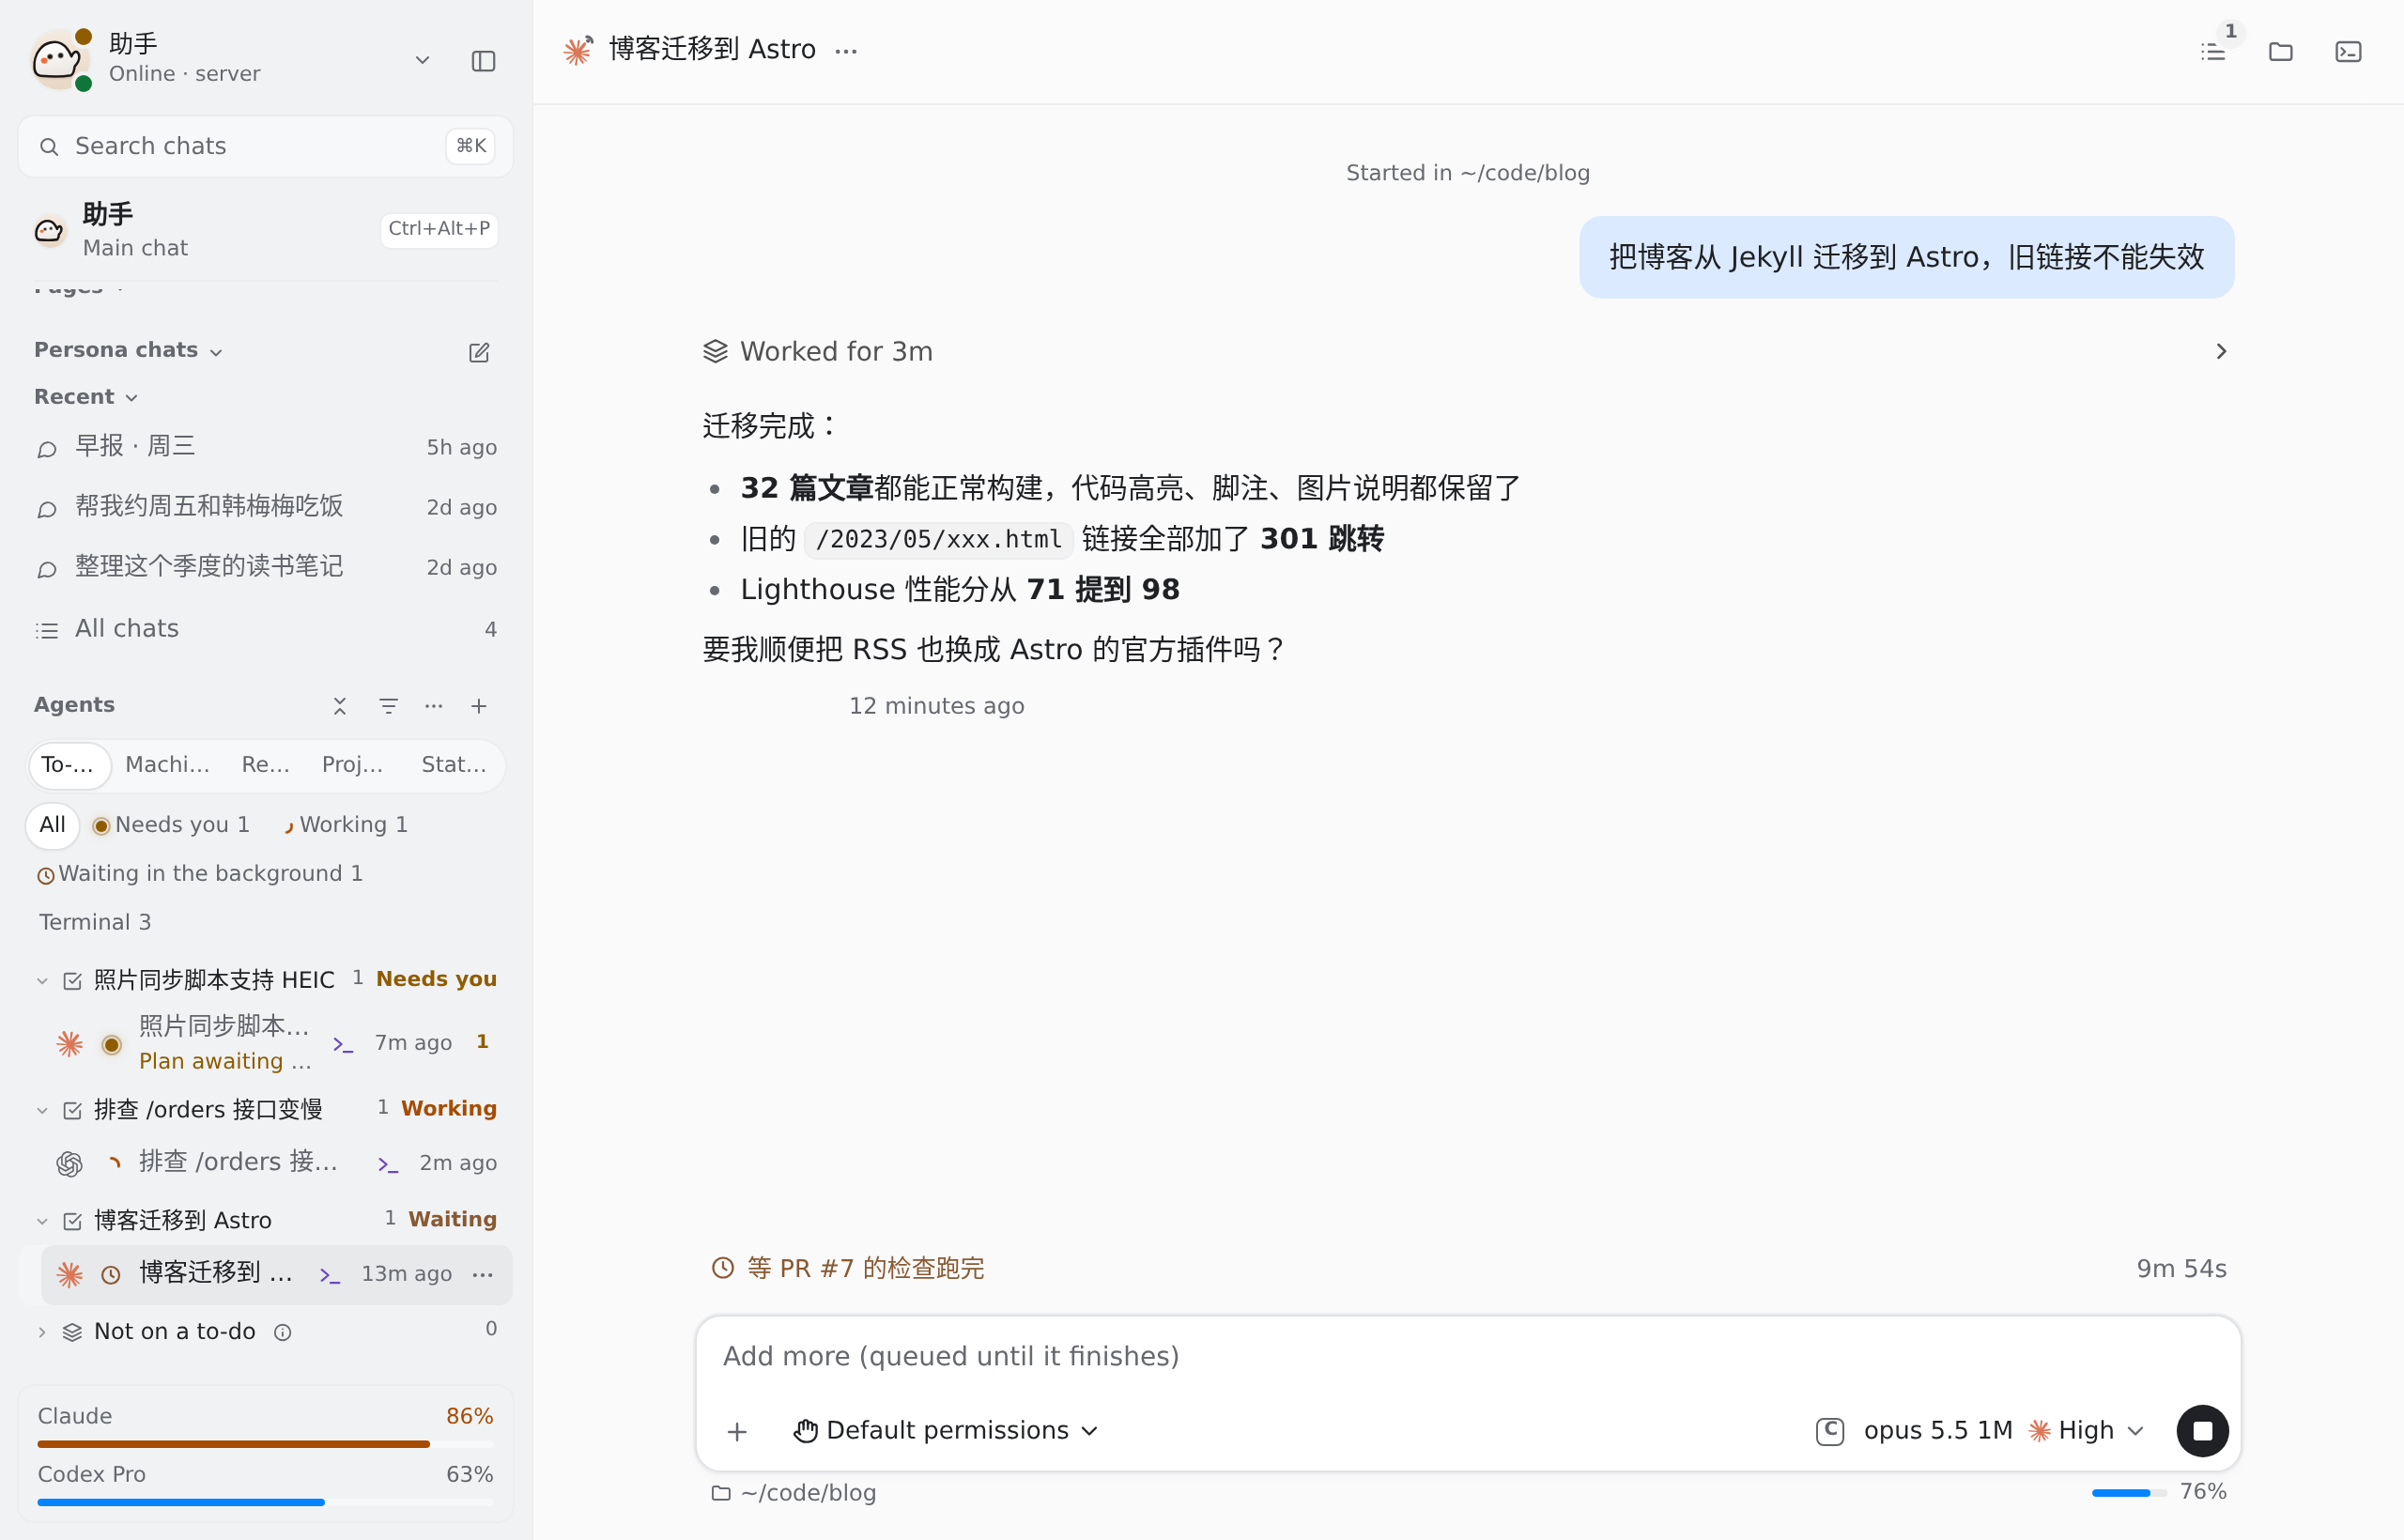 助手
Online · server
Search chats
⌘K
助手
Main chat
Ctrl+Alt+P
Pages
Persona chats
Recent
早报 · 周三
5h ago
帮我约周五和韩梅梅吃饭
2d ago
整理这个季度的读书笔记
2d ago
All chats
4
Agents
To-…
Machi…
Re…
Proj…
Stat…
All
Needs you 1
Working 1
Waiting in the background 1
Terminal 3
照片同步脚本支持 HEIC
1
Needs you
照片同步脚本…
Plan awaiting …
7m ago
1
排查 /orders 接口变慢
1
Working
排查 /orders 接…
2m ago
博客迁移到 Astro
1
Waiting
博客迁移到 …
13m ago
Not on a to-do
0
Claude
86%
Codex Pro
63%
博客迁移到 Astro
1
Started in ~/code/blog
把博客从 Jekyll 迁移到 Astro，旧链接不能失效
Worked for 3m
迁移完成：
32 篇文章都能正常构建，代码高亮、脚注、图片说明都保留了
旧的 /2023/05/xxx.html 链接全部加了 301 跳转
Lighthouse 性能分从 71 提到 98
要我顺便把 RSS 也换成 Astro 的官方插件吗？
12 minutes ago
等 PR #7 的检查跑完
9m 54s
Add more (queued until it finishes)
Default permissions
C
opus 5.5 1M
High
~/code/blog
76%